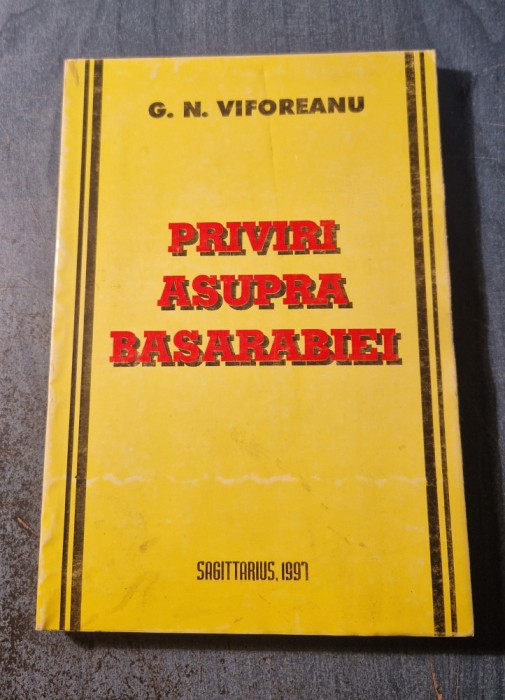 G. N. VIFOREANU
PRIVIRI
ASUPRA
BASARABIEI
SAGITTARIUS, 1997